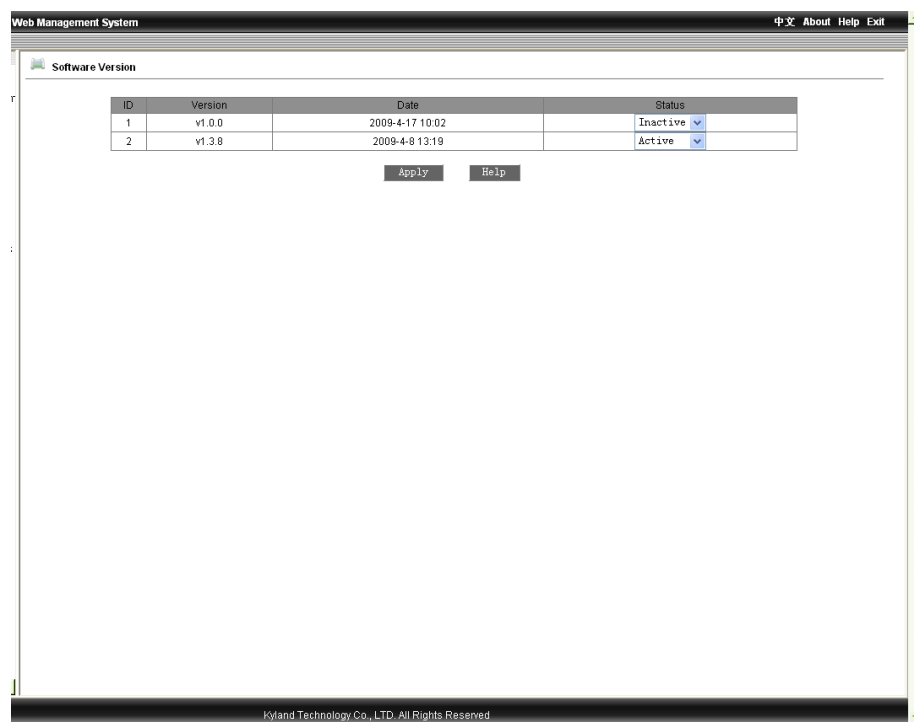 Web Management System 中文 About Help Exit
Software Version
ID Version Date Status
1 v1.0.0 2009-4-17 10:02 Inactive
2 v1.3.8 2009-4-8 13:19 Active
Apply Help
Kyland Technology Co., LTD. All Rights Reserved